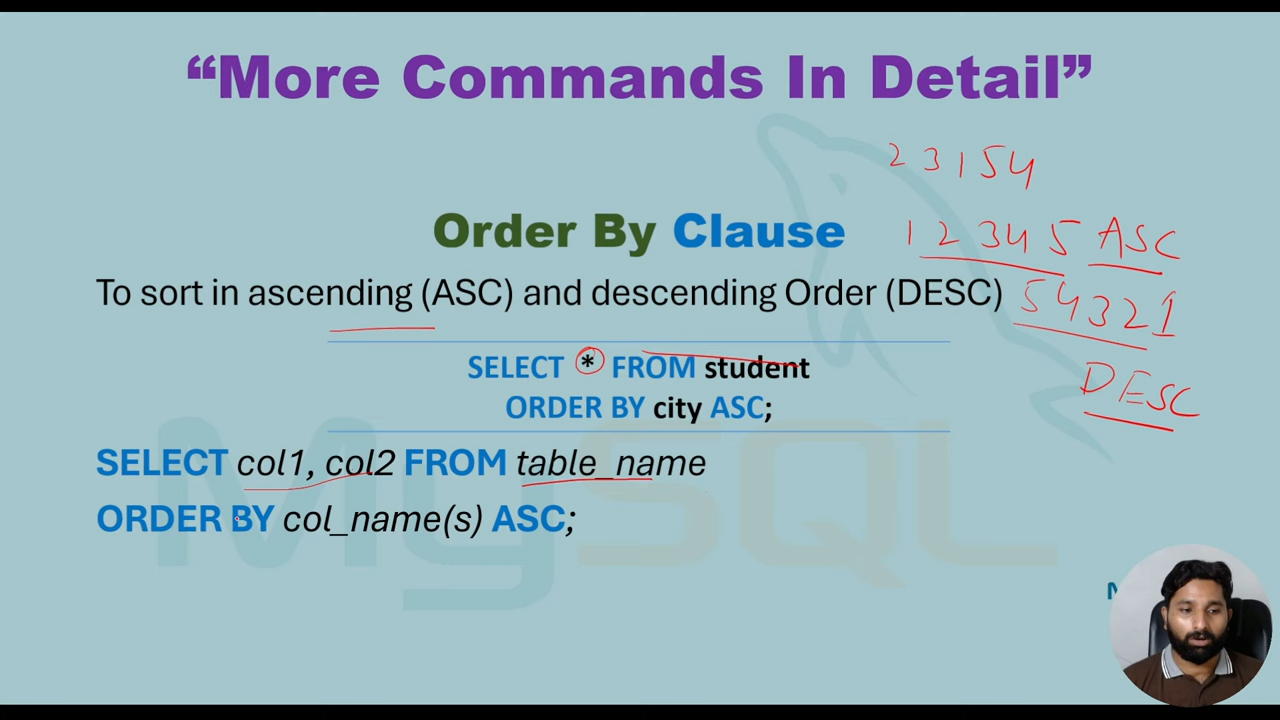 “More Commands In Detail”
2 3 1 5 4
Order By Clause
1 2 3 4 5 ASC
To sort in ascending (ASC) and descending Order (DESC)
5 4 3 2 1
SELECT * FROM student
DESC
ORDER BY city ASC;
SELECT col1, col2 FROM table_name
ORDER BY col_name(s) ASC;
MySQL